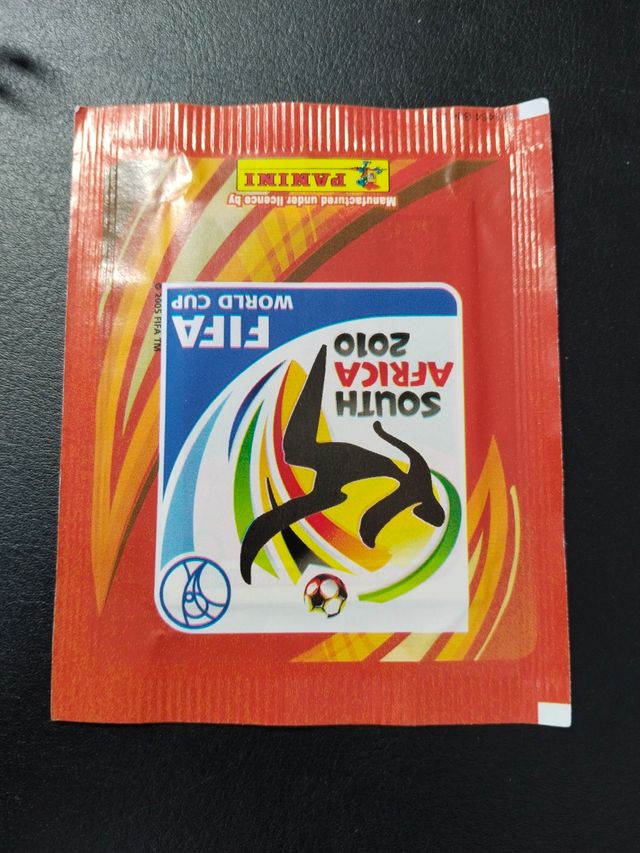 SOUTH
AFRICA
2010
FIFA
WORLD CUP
© 2005 FIFA TM
Manufactured under licence by
PANINI